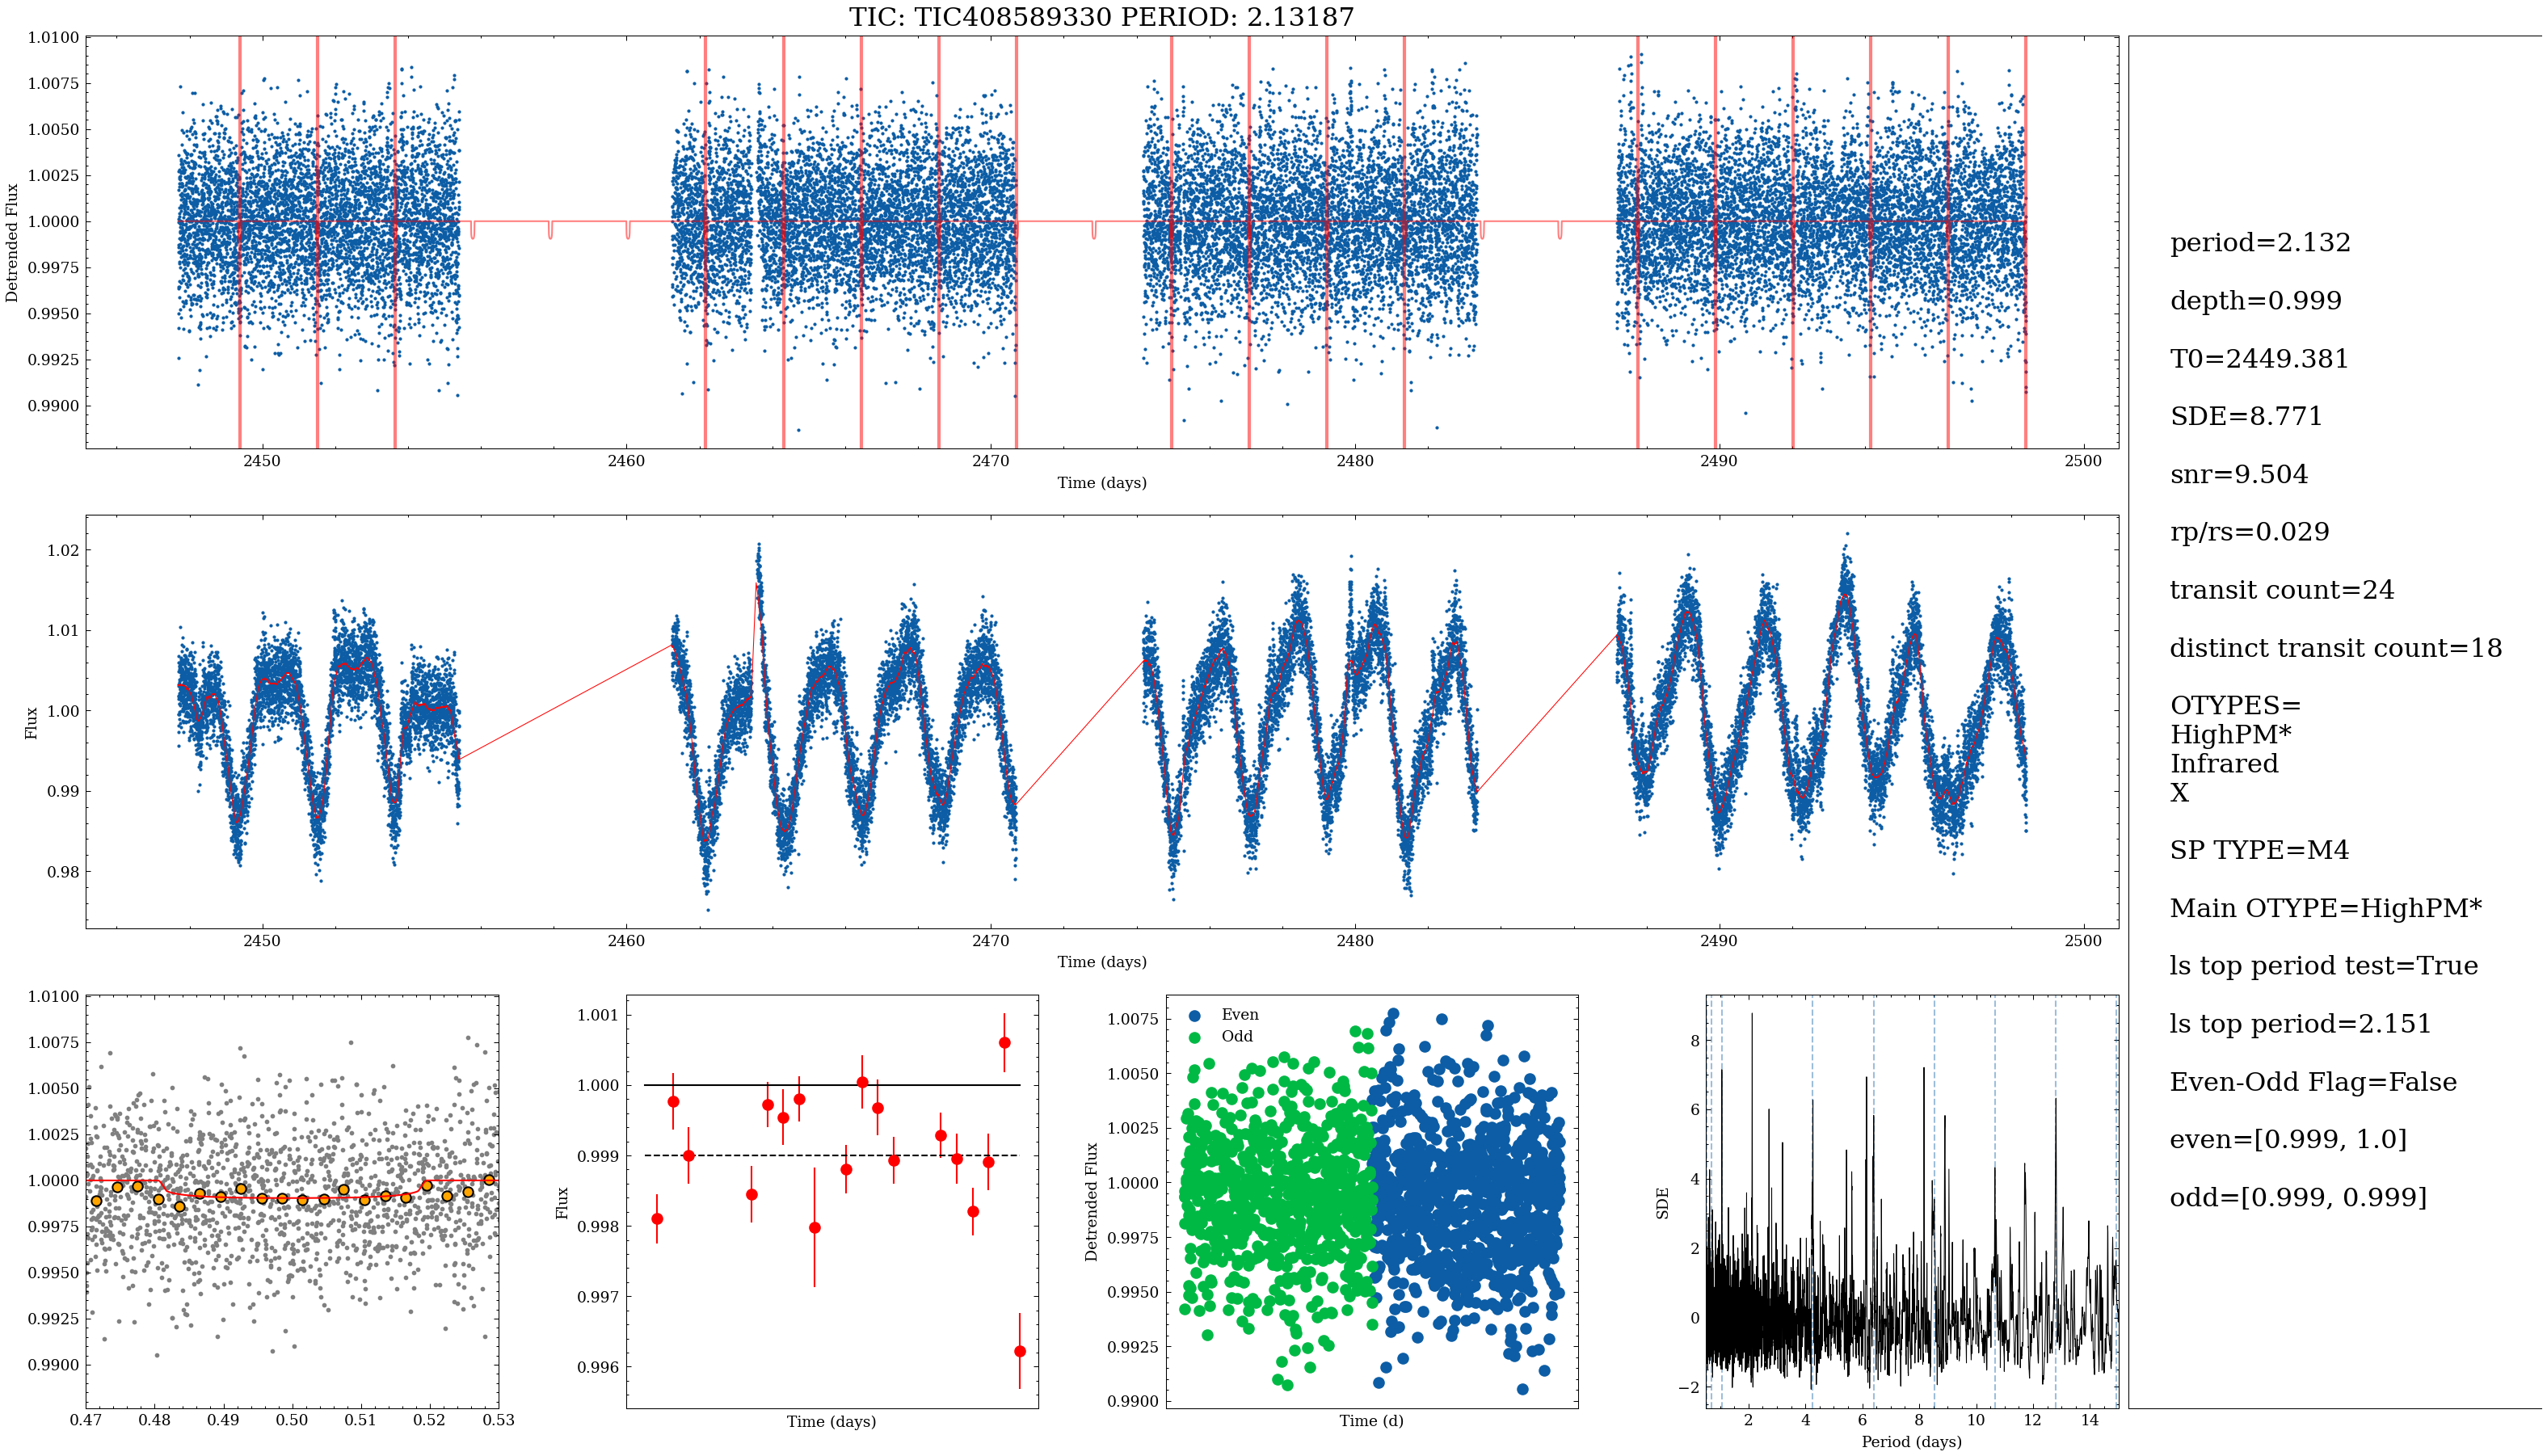 TIC: TIC408589330 PERIOD: 2.13187
1.0100
1.0075
1.0050
1.0025
1.0000
0.9975
0.9950
0.9925
0.9900
Detrended Flux
2450
2460
2470
2480
2490
2500
Time (days)
1.02
1.01
1.00
0.99
0.98
Flux
2450
2460
2470
2480
2490
2500
Time (days)
1.0100
1.0075
1.0050
1.0025
1.0000
0.9975
0.9950
0.9925
0.9900
0.47
0.48
0.49
0.50
0.51
0.52
0.53
1.001
1.000
0.999
0.998
0.997
0.996
Flux
Time (days)
Even
Odd
1.0075
1.0050
1.0025
1.0000
0.9975
0.9950
0.9925
0.9900
Detrended Flux
Time (d)
8
6
4
2
0
−2
SDE
2
4
6
8
10
12
14
Period (days)
period=2.132
depth=0.999
T0=2449.381
SDE=8.771
snr=9.504
rp/rs=0.029
transit count=24
distinct transit count=18
OTYPES=
HighPM*
Infrared
X
SP TYPE=M4
Main OTYPE=HighPM*
ls top period test=True
ls top period=2.151
Even-Odd Flag=False
even=[0.999, 1.0]
odd=[0.999, 0.999]